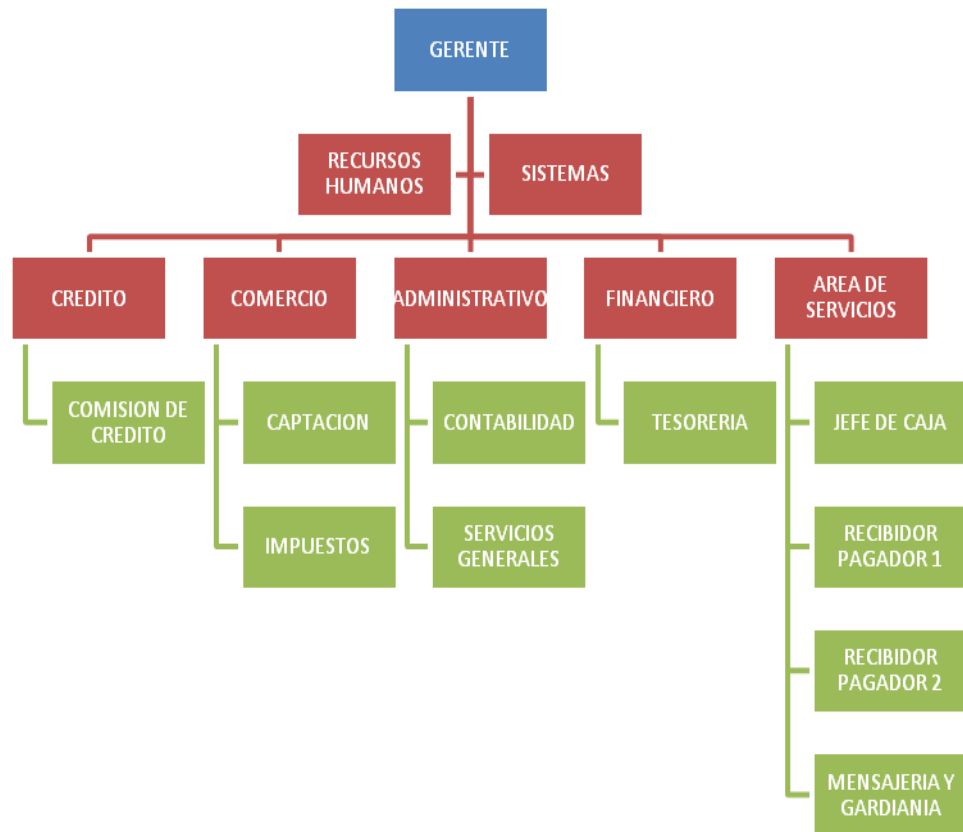 GERENTE
RECURSOS
HUMANOS
SISTEMAS
CREDITO
COMERCIO
ADMINISTRATIVO
FINANCIERO
AREA DE
SERVICIOS
COMISION DE
CREDITO
CAPTACION
CONTABILIDAD
TESORERIA
JEFE DE CAJA
IMPUESTOS
SERVICIOS
GENERALES
RECIBIDOR
PAGADOR 1
RECIBIDOR
PAGADOR 2
MENSAJERIA Y
GARDIANIA